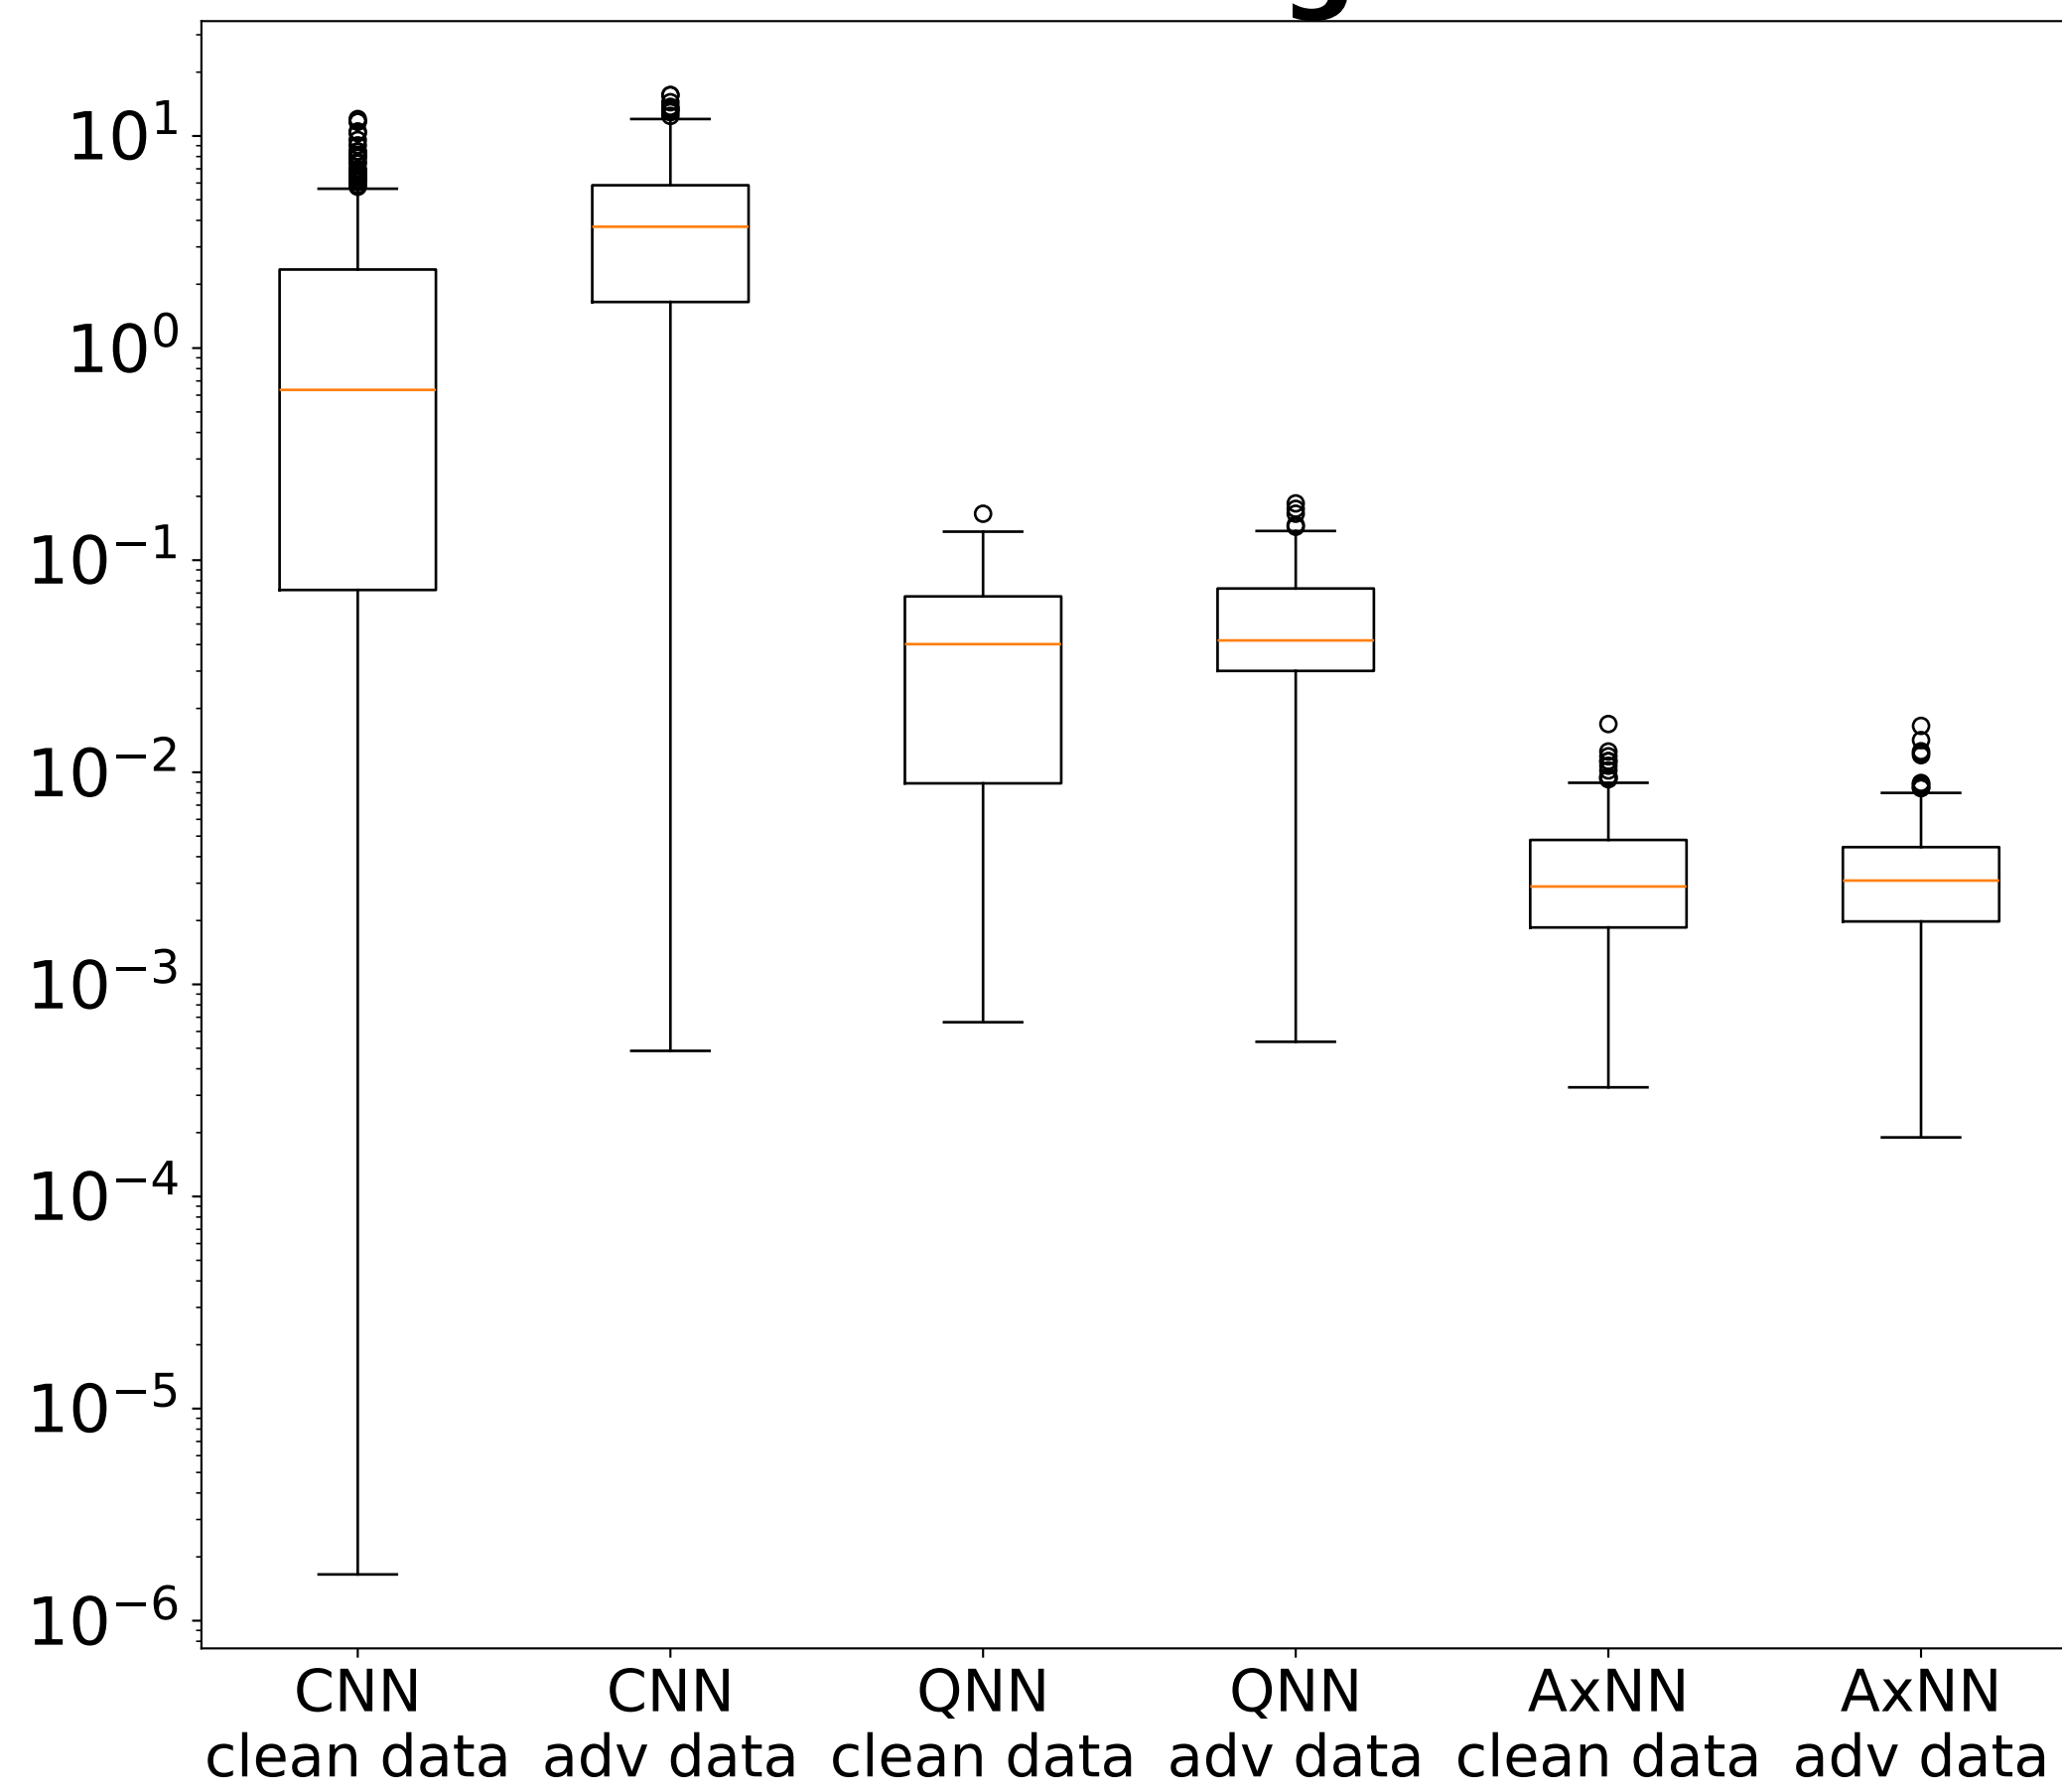 10^1
10^0
10^−1
10^−2
10^−3
10^−4
10^−5
10^−6
CNN clean data
CNN adv data
QNN clean data
QNN adv data
AxNN clean data
AxNN adv data